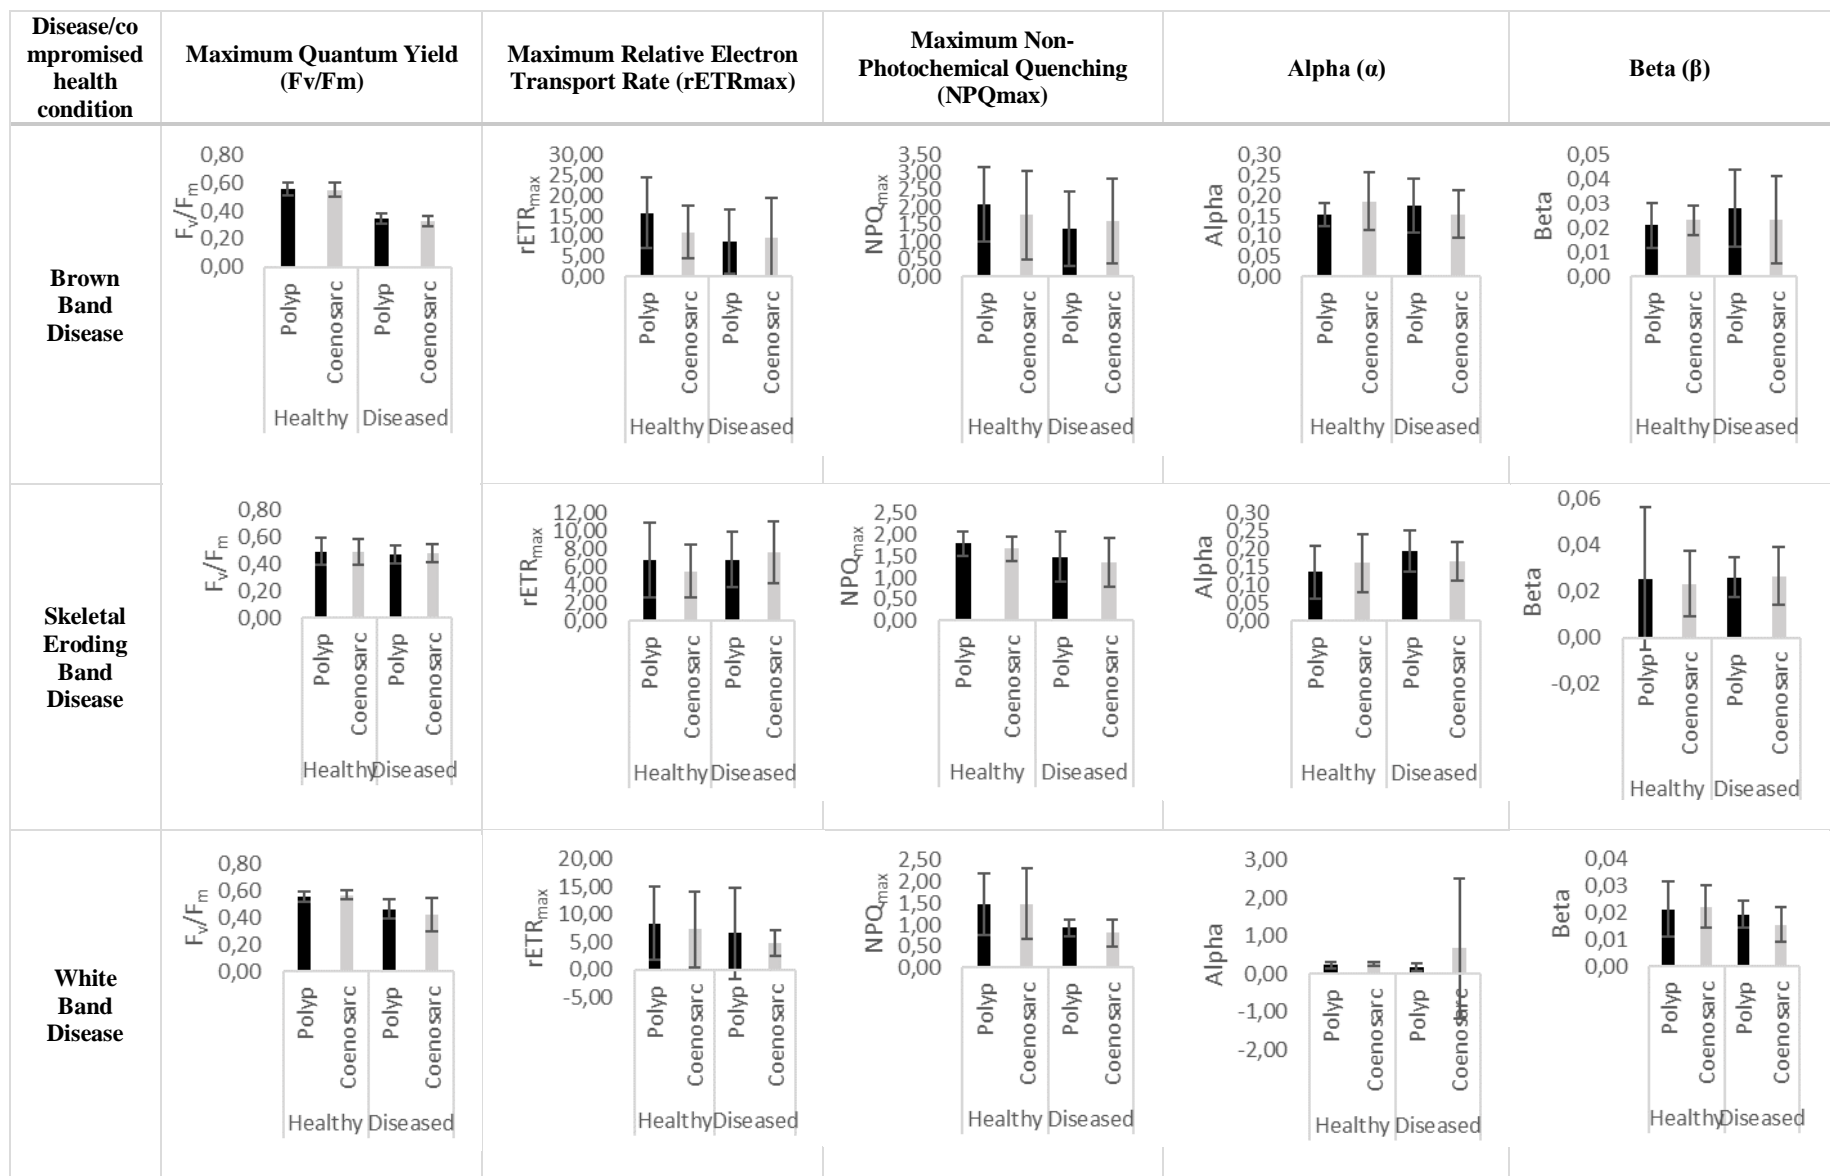 Disease/co
mpromised
health
condition
Maximum Quantum Yield
(Fv/Fm)
Maximum Relative Electron
Transport Rate (rETRmax)
Maximum Non-
Photochemical Quenching
(NPQmax)
Alpha (α)
Beta (β)
Brown
Band
Disease
Fv/Fm
0,80
0,60
0,40
0,20
0,00
Polyp
Coenosarc
Polyp
Coenosarc
Healthy
Diseased
rETRmax
30,00
25,00
20,00
15,00
10,00
5,00
0,00
Polyp
Coenosarc
Polyp
Coenosarc
Healthy
Diseased
NPQmax
3,50
3,00
2,50
2,00
1,50
1,00
0,50
0,00
Polyp
Coenosarc
Polyp
Coenosarc
Healthy
Diseased
Alpha
0,30
0,25
0,20
0,15
0,10
0,05
0,00
Polyp
Coenosarc
Polyp
Coenosarc
Healthy
Diseased
Beta
0,05
0,04
0,03
0,02
0,01
0,00
Polyp
Coenosarc
Polyp
Coenosarc
Healthy
Diseased
Skeletal
Eroding
Band
Disease
Fv/Fm
0,80
0,60
0,40
0,20
0,00
Polyp
Coenosarc
Polyp
Coenosarc
Healthy
Diseased
rETRmax
12,00
10,00
8,00
6,00
4,00
2,00
0,00
Polyp
Coenosarc
Polyp
Coenosarc
Healthy
Diseased
NPQmax
2,50
2,00
1,50
1,00
0,50
0,00
Polyp
Coenosarc
Polyp
Coenosarc
Healthy
Diseased
Alpha
0,30
0,25
0,20
0,15
0,10
0,05
0,00
Polyp
Coenosarc
Polyp
Coenosarc
Healthy
Diseased
Beta
0,06
0,04
0,02
0,00
-0,02
Polyp
Coenosarc
Polyp
Coenosarc
Healthy
Diseased
White
Band
Disease
Fv/Fm
0,80
0,60
0,40
0,20
0,00
Polyp
Coenosarc
Polyp
Coenosarc
Healthy
Diseased
rETRmax
20,00
15,00
10,00
5,00
0,00
-5,00
Polyp
Coenosarc
Polyp
Coenosarc
Healthy
Diseased
NPQmax
2,50
2,00
1,50
1,00
0,50
0,00
Polyp
Coenosarc
Polyp
Coenosarc
Healthy
Diseased
Alpha
3,00
2,00
1,00
0,00
-1,00
-2,00
Polyp
Coenosarc
Polyp
Coenosarc
Healthy
Diseased
Beta
0,04
0,03
0,02
0,01
0,00
Polyp
Coenosarc
Polyp
Coenosarc
Healthy
Diseased